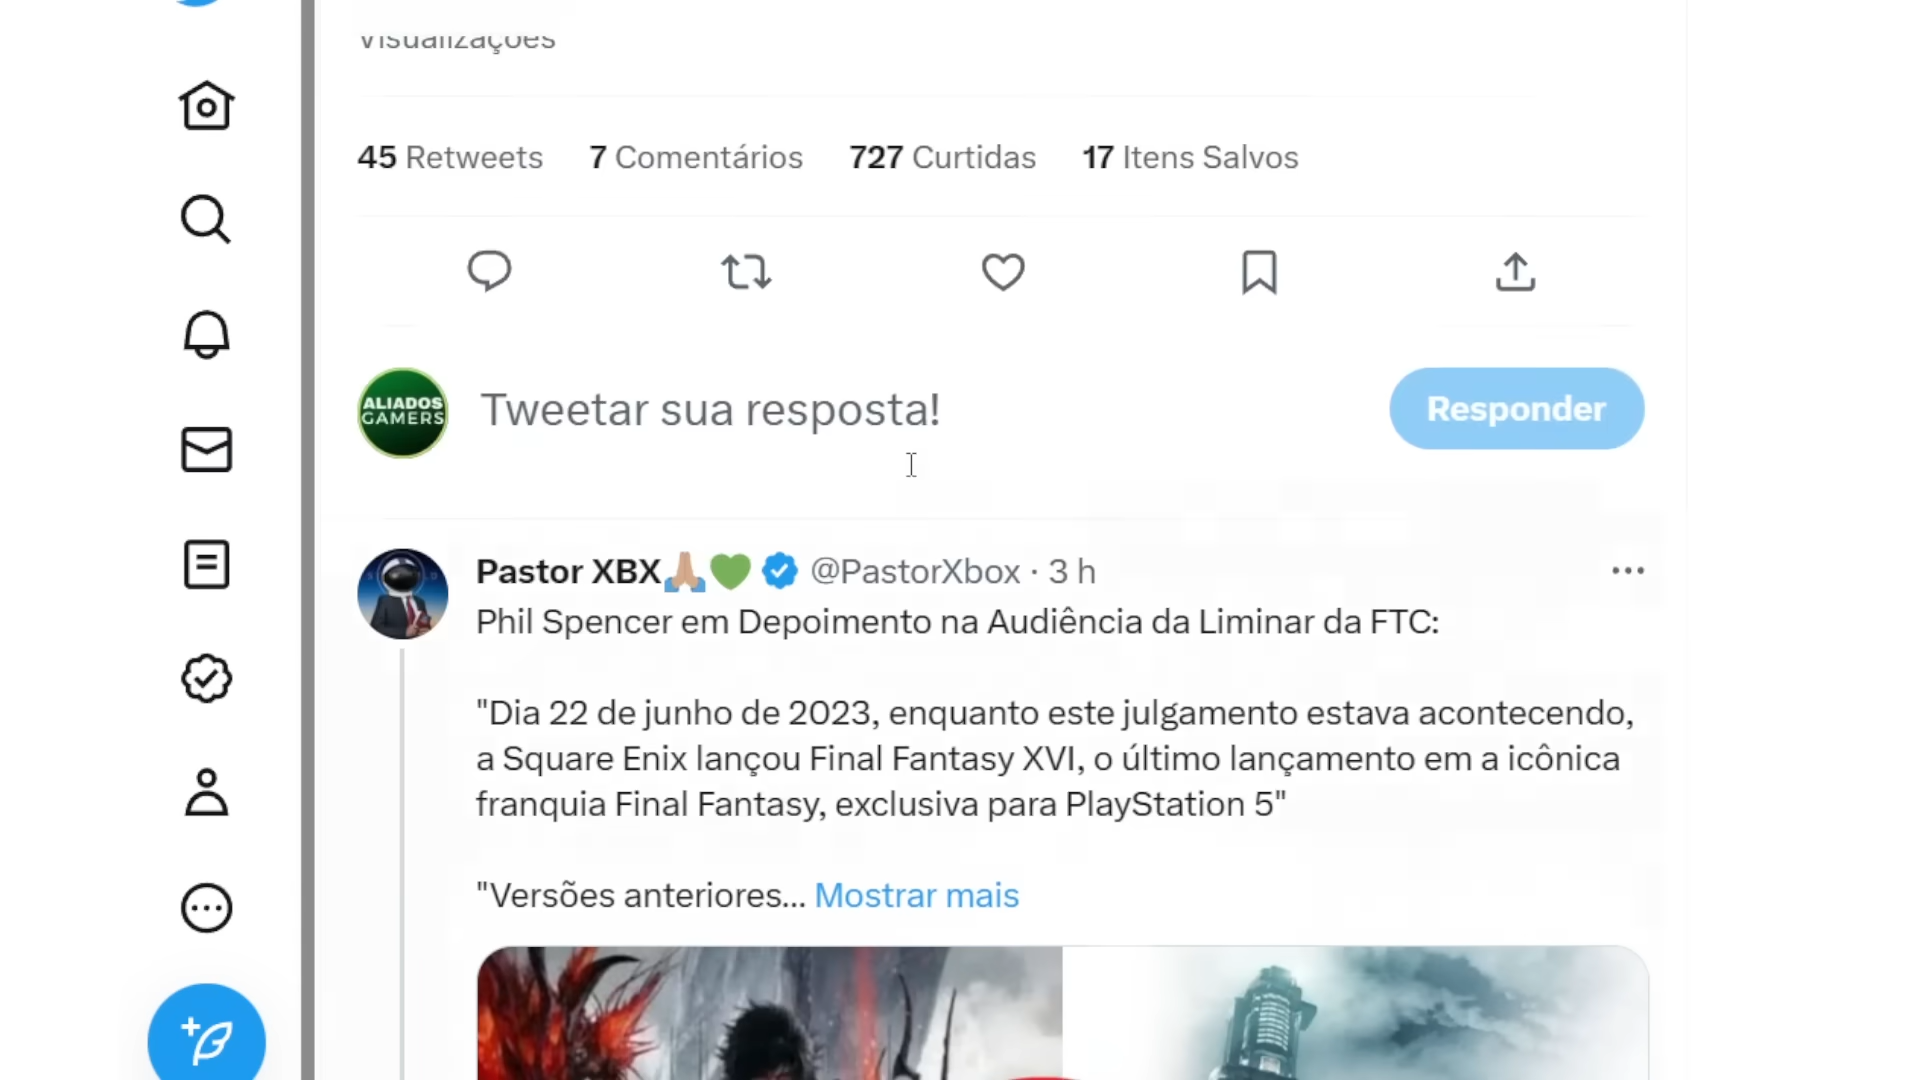 Visualizações
45 Retweets 7 Comentários 727 Curtidas 17 Itens Salvos
ALIADOS
GAMERS
Tweetar sua resposta!
Responder
Pastor XBX🙏🏼💚 @PastorXbox · 3 h
Phil Spencer em Depoimento na Audiência da Liminar da FTC:
"Dia 22 de junho de 2023, enquanto este julgamento estava acontecendo,
a Square Enix lançou Final Fantasy XVI, o último lançamento em a icônica
franquia Final Fantasy, exclusiva para PlayStation 5"
"Versões anteriores... Mostrar mais